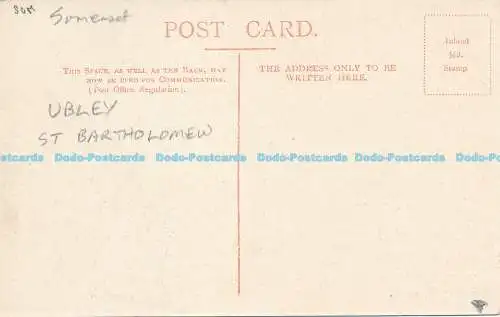 SOM
Somerset
POST CARD.
Inland
½d.
Stamp
THIS SPACE, AS WELL AS THE BACK, MAY
NOW BE USED FOR COMMUNICATION.
(Post Office Regulation).
THE ADDRESS ONLY TO BE
WRITTEN HERE.
UBLEY
ST BARTHOLOMEW
Dodo-Postcards Dodo-Postcards Dodo-Postcards Dodo-Postcards Dodo-Postcards Dodo-Postcards